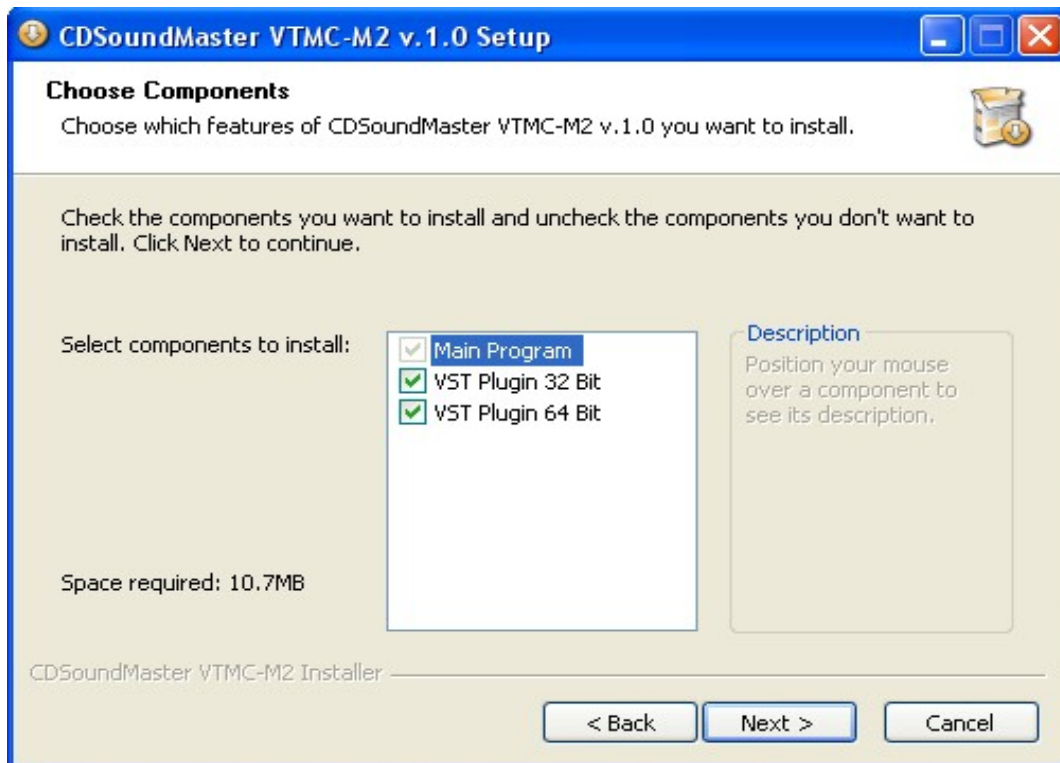 CDSoundMaster VTMC-M2 v.1.0 Setup
Choose Components
Choose which features of CDSoundMaster VTMC-M2 v.1.0 you want to install.
Check the components you want to install and uncheck the components you don't want to
install. Click Next to continue.
Select components to install:
Main Program
VST Plugin 32 Bit
VST Plugin 64 Bit
Description
Position your mouse
over a component to
see its description.
Space required: 10.7MB
CDSoundMaster VTMC-M2 Installer
< Back
Next >
Cancel